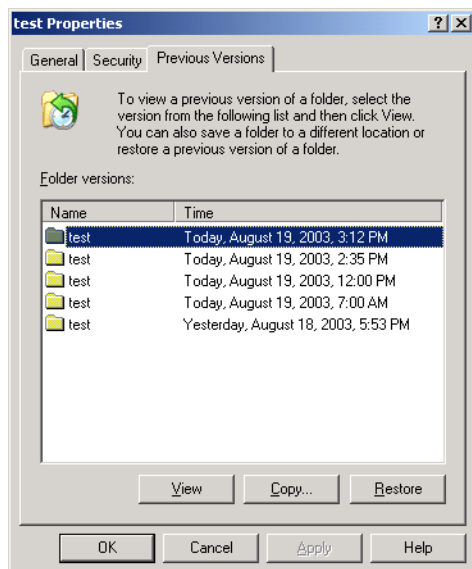 test Properties
General Security Previous Versions
To view a previous version of a folder, select the
version from the following list and then click View.
You can also save a folder to a different location or
restore a previous version of a folder.
Folder versions:
Name Time
test Today, August 19, 2003, 3:12 PM
test Today, August 19, 2003, 2:35 PM
test Today, August 19, 2003, 12:00 PM
test Today, August 19, 2003, 7:00 AM
test Yesterday, August 18, 2003, 5:53 PM
View Copy... Restore
OK Cancel Apply Help